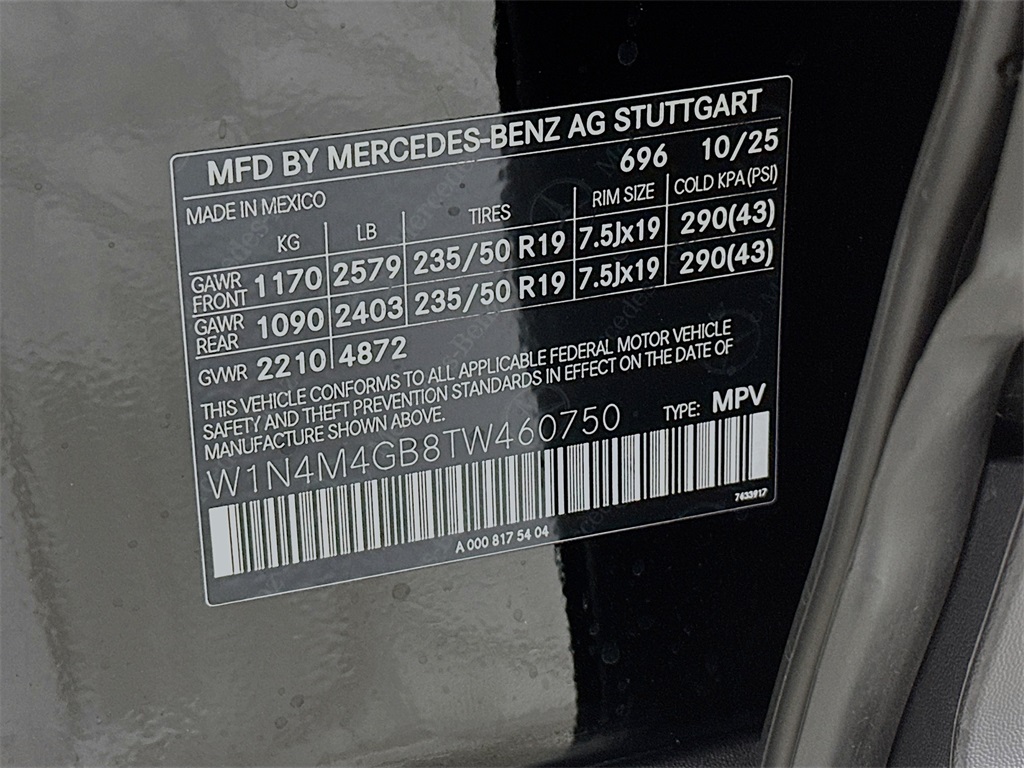 MFD BY MERCEDES-BENZ AG STUTTGART
696 10/25
MADE IN MEXICO
KG LB TIRES RIM SIZE COLD KPA(PSI)
GAWR FRONT 1170 2579 235/50 R19 7.5Jx19 290(43)
GAWR REAR 1090 2403 235/50 R19 7.5Jx19 290(43)
GVWR 2210 4872
THIS VEHICLE CONFORMS TO ALL APPLICABLE FEDERAL MOTOR VEHICLE
SAFETY AND THEFT PREVENTION STANDARDS IN EFFECT ON THE DATE OF
MANUFACTURE SHOWN ABOVE.
TYPE: MPV
W1N4M4GB8TW460750
7633917
A 000 817 54 04